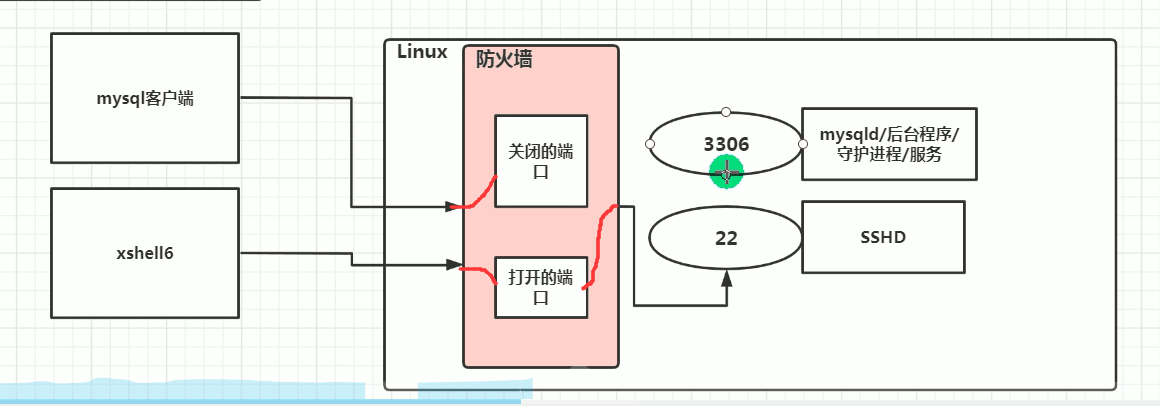 Linux
防火墙
mysql客户端
关闭的端
口
3306
mysqld/后台程序/
守护进程/服务
xshell6
打开的端
口
22
SSHD